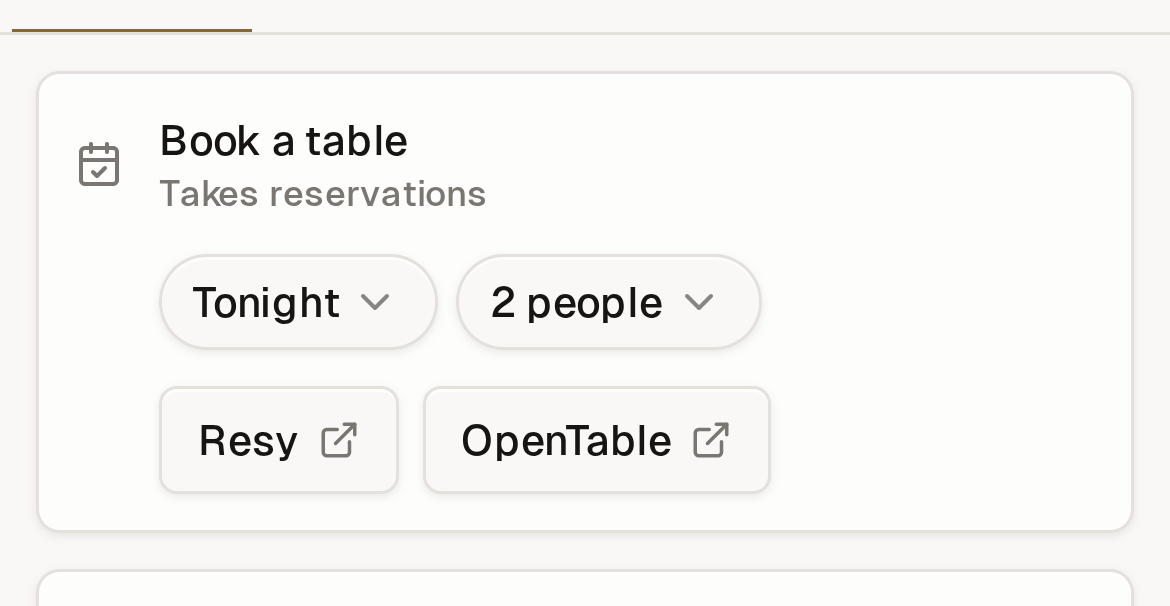 Book a table
Takes reservations
Tonight
2 people
Resy
OpenTable